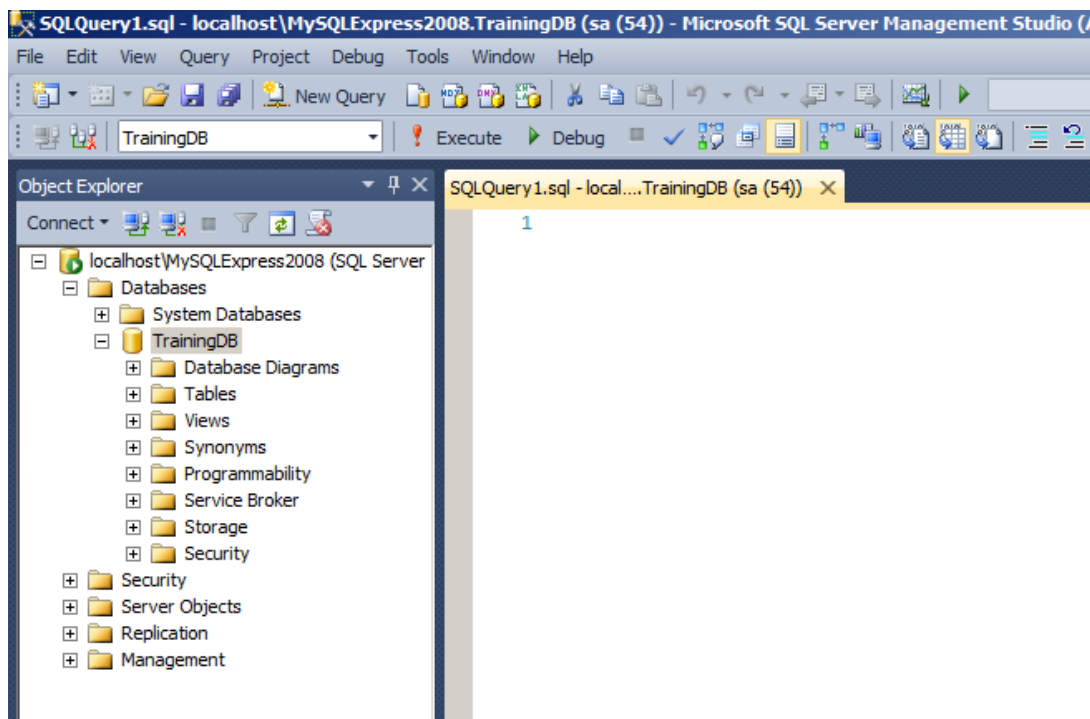 SQLQuery1.sql - localhost\MySQLExpress2008.TrainingDB (sa (54)) - Microsoft SQL Server Management Studio (
File Edit View Query Project Debug Tools Window Help
New Query
TrainingDB Execute Debug
Object Explorer
SQLQuery1.sql - local....TrainingDB (sa (54))
Connect
1
localhost\MySQLExpress2008 (SQL Server
Databases
System Databases
TrainingDB
Database Diagrams
Tables
Views
Synonyms
Programmability
Service Broker
Storage
Security
Security
Server Objects
Replication
Management